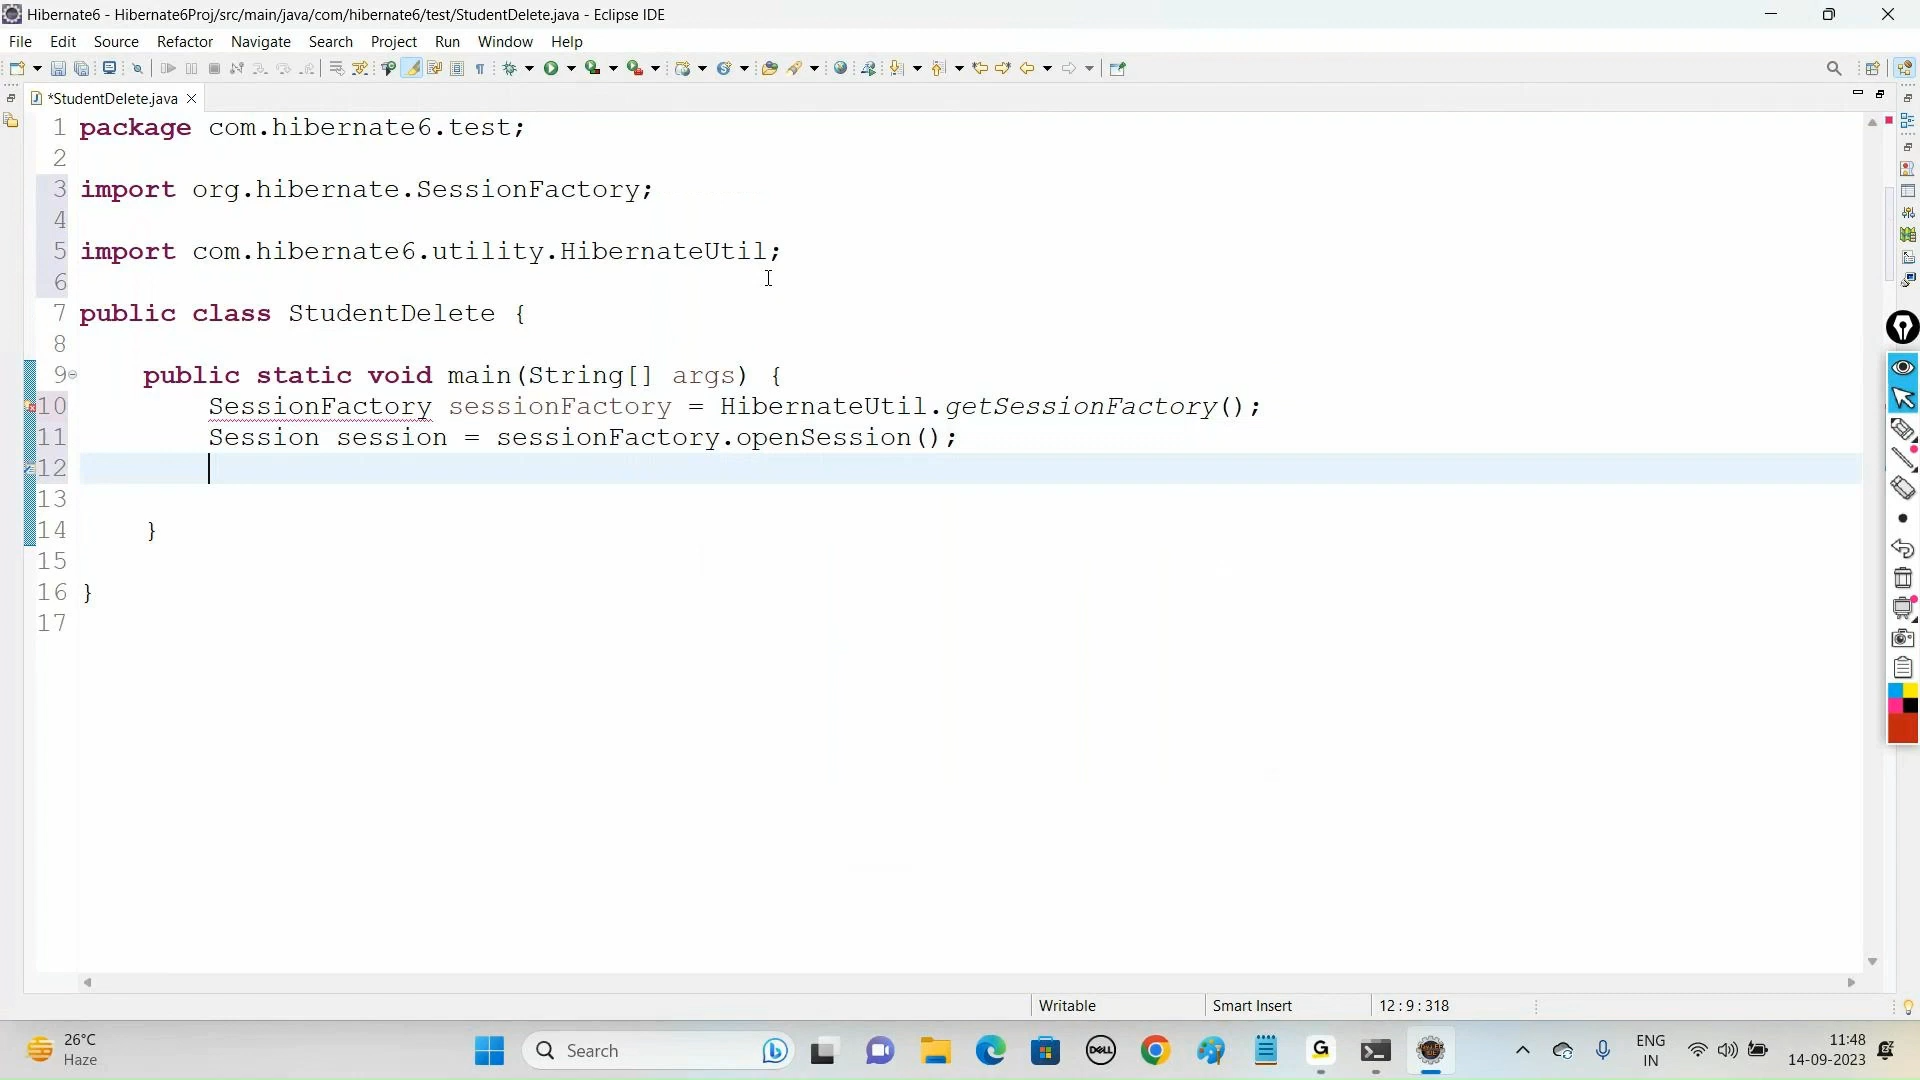 Hibernate6 - Hibernate6Proj/src/main/java/com/hibernate6/test/StudentDelete.java - Eclipse IDE
File Edit Source Refactor Navigate Search Project Run Window Help
*StudentDelete.java
1 package com.hibernate6.test;
2
3 import org.hibernate.SessionFactory;
4
5 import com.hibernate6.utility.HibernateUtil;
6
7 public class StudentDelete {
8
9 public static void main(String[] args) {
10 SessionFactory sessionFactory = HibernateUtil.getSessionFactory();
11 Session session = sessionFactory.openSession();
12
13
14 }
15
16 }
17
Writable Smart Insert 12 : 9 : 318
26°C
Haze
Search
DELL
G
ENG
IN
11:48
14-09-2023